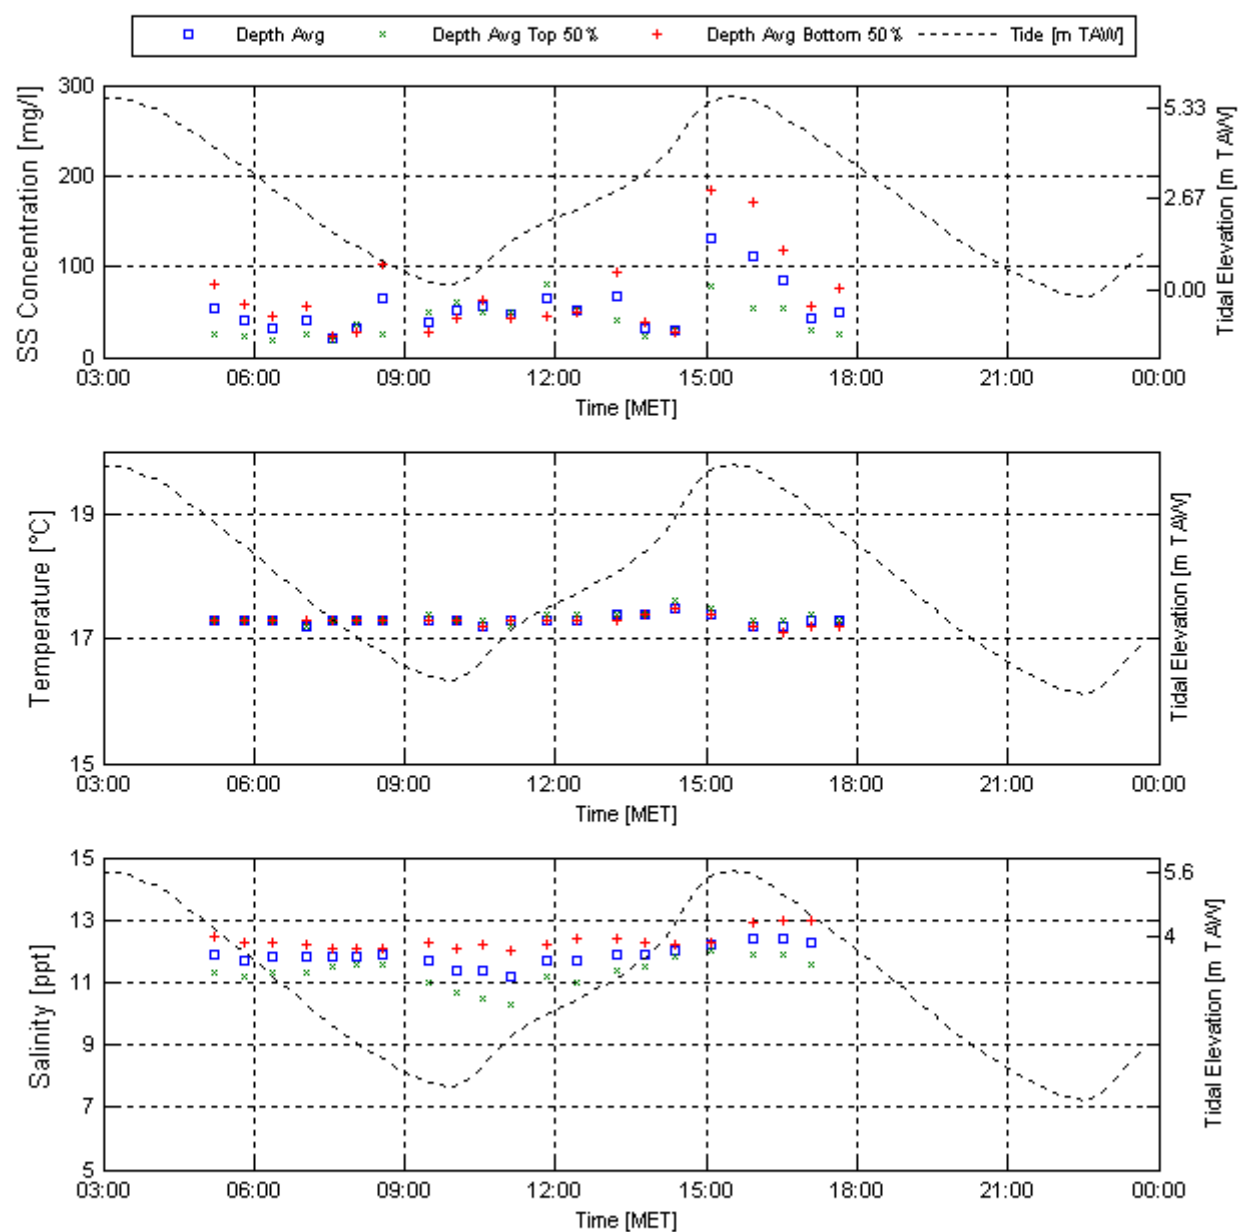 Depth Avg Depth Avg Top 50% Depth Avg Bottom 50% Tide [m TAW]
SS Concentration [mg/l]
300
200
100
0
03:00 06:00 09:00 12:00 15:00 18:00 21:00 00:00
Time [MET]
5.33
2.67
0.00
Tidal Elevation [m TAW]
Temperature [°C]
19
17
15
03:00 06:00 09:00 12:00 15:00 18:00 21:00 00:00
Time [MET]
Tidal Elevation [m TAW]
Salinity [ppt]
15
13
11
9
7
5
03:00 06:00 09:00 12:00 15:00 18:00 21:00 00:00
Time [MET]
5.6
4
Tidal Elevation [m TAW]